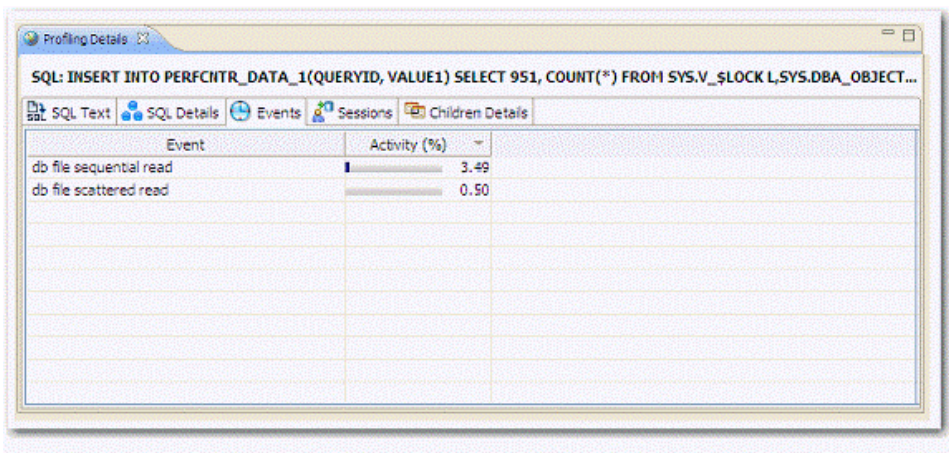 Profiling Details
SQL: INSERT INTO PERFCNTR_DATA_1(QUERYID, VALUE1) SELECT 951, COUNT(*) FROM SYS.V_$LOCK L,SYS.DBA_OBJECT...
SQL Text SQL Details Events Sessions Children Details
Event Activity (%)
db file sequential read 3.49
db file scattered read 0.50